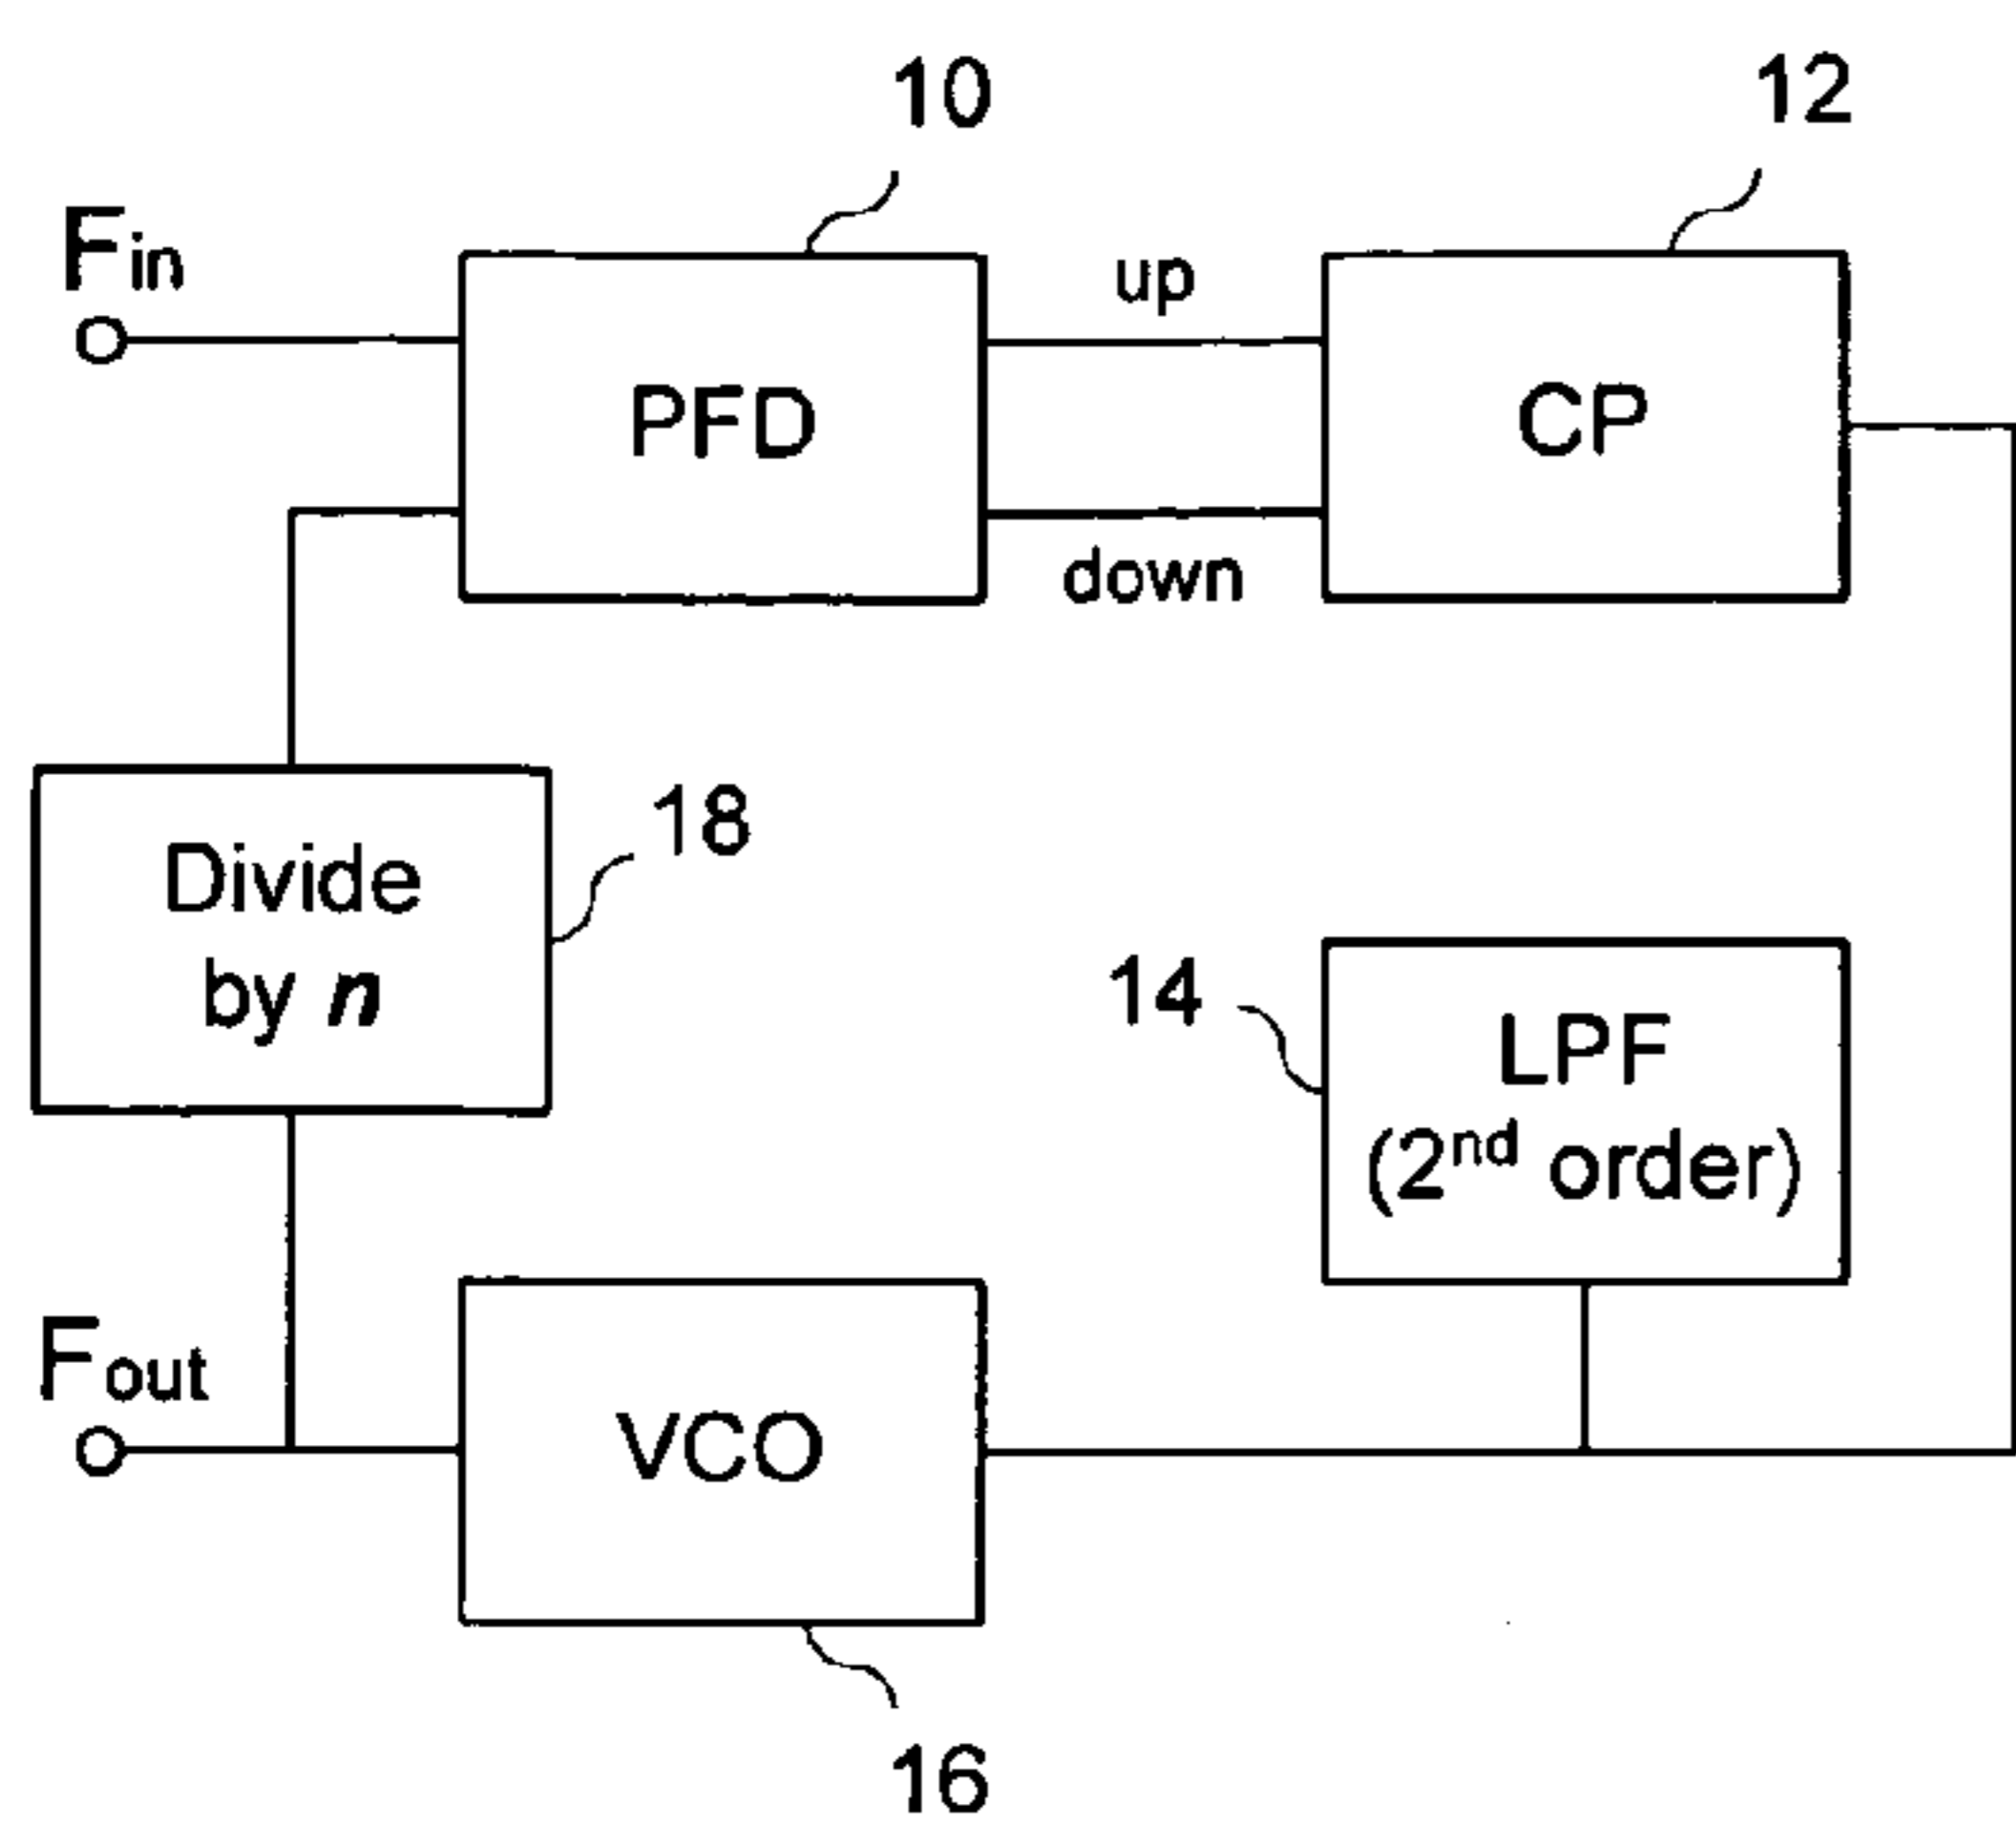 10
12
Fin
up
PFD
CP
down
18
Divide
by n
14
LPF
(2nd order)
Fout
VCO
16